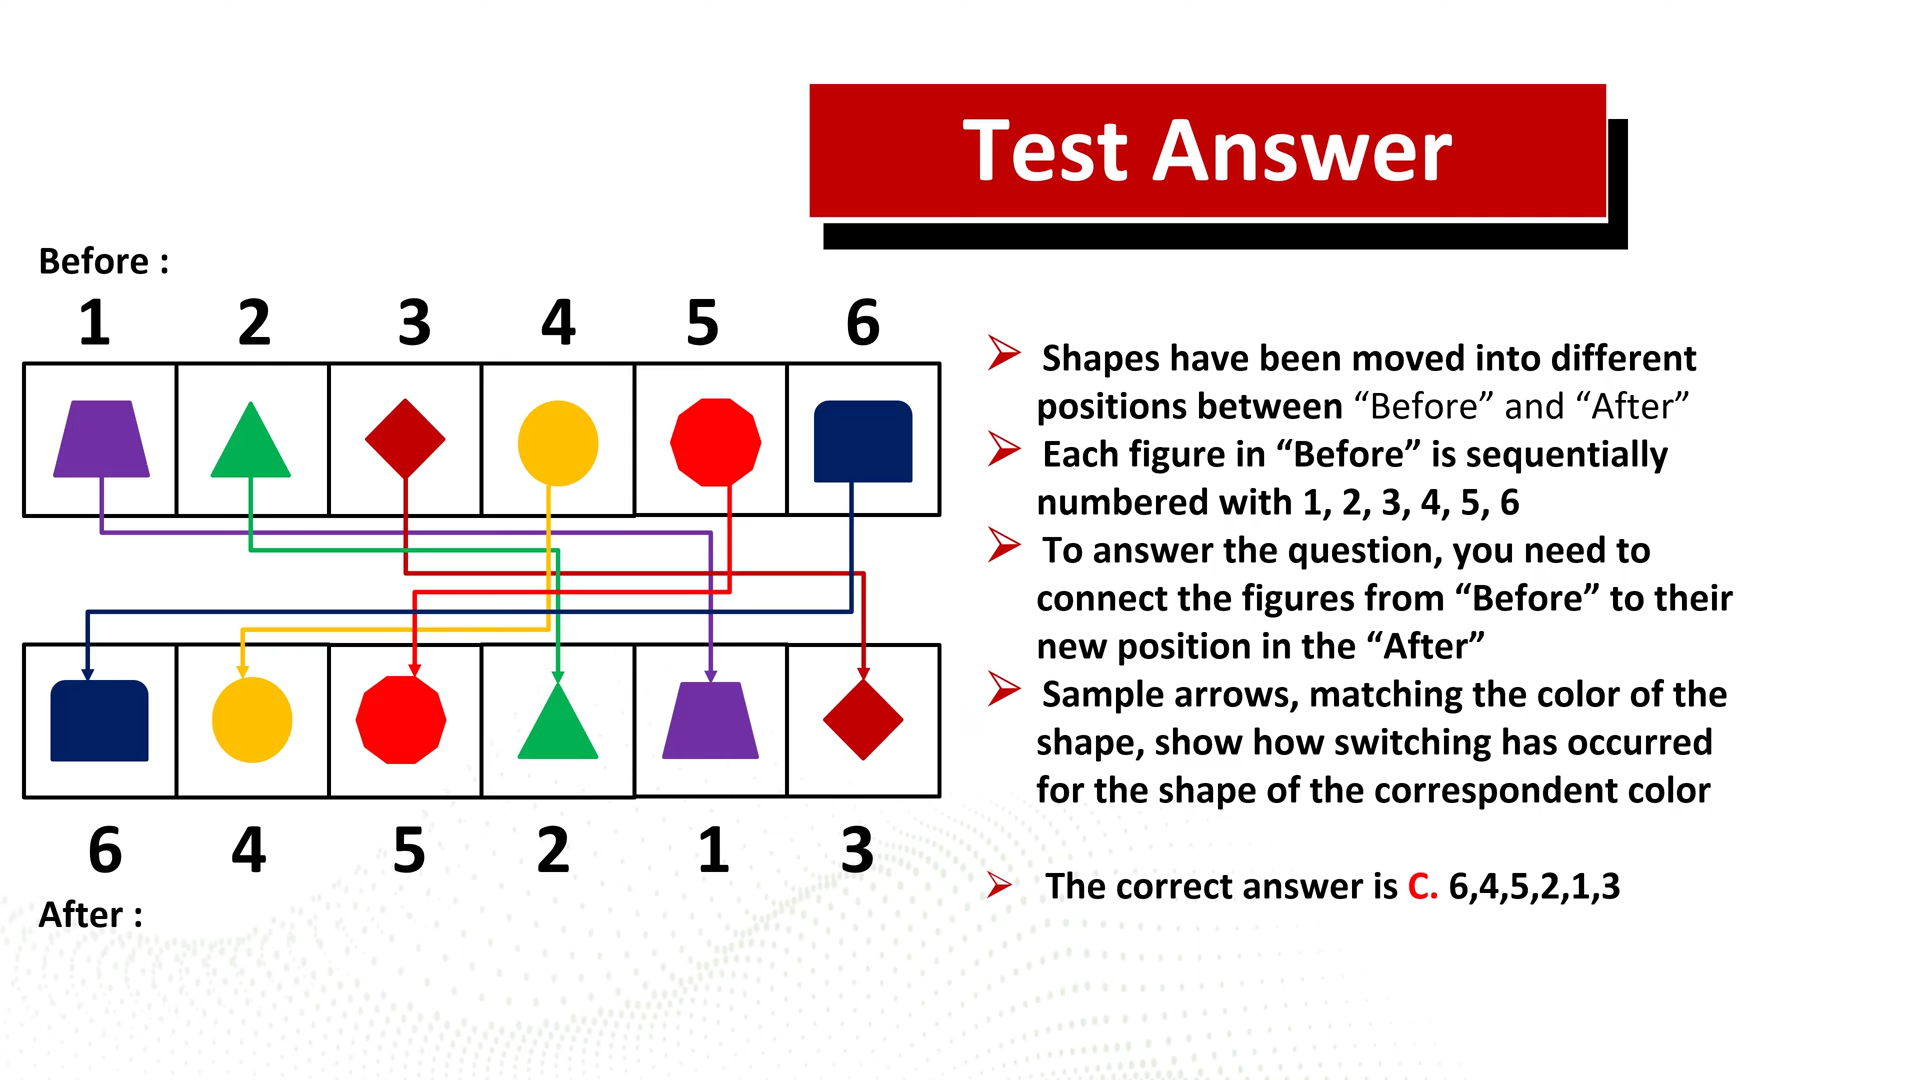 Test Answer
Before :
1 2 3 4 5 6
6 4 5 2 1 3
After :
Shapes have been moved into different
positions between “Before” and “After”
Each figure in “Before” is sequentially
numbered with 1, 2, 3, 4, 5, 6
To answer the question, you need to
connect the figures from “Before” to their
new position in the “After”
Sample arrows, matching the color of the
shape, show how switching has occurred
for the shape of the correspondent color
The correct answer is C. 6,4,5,2,1,3